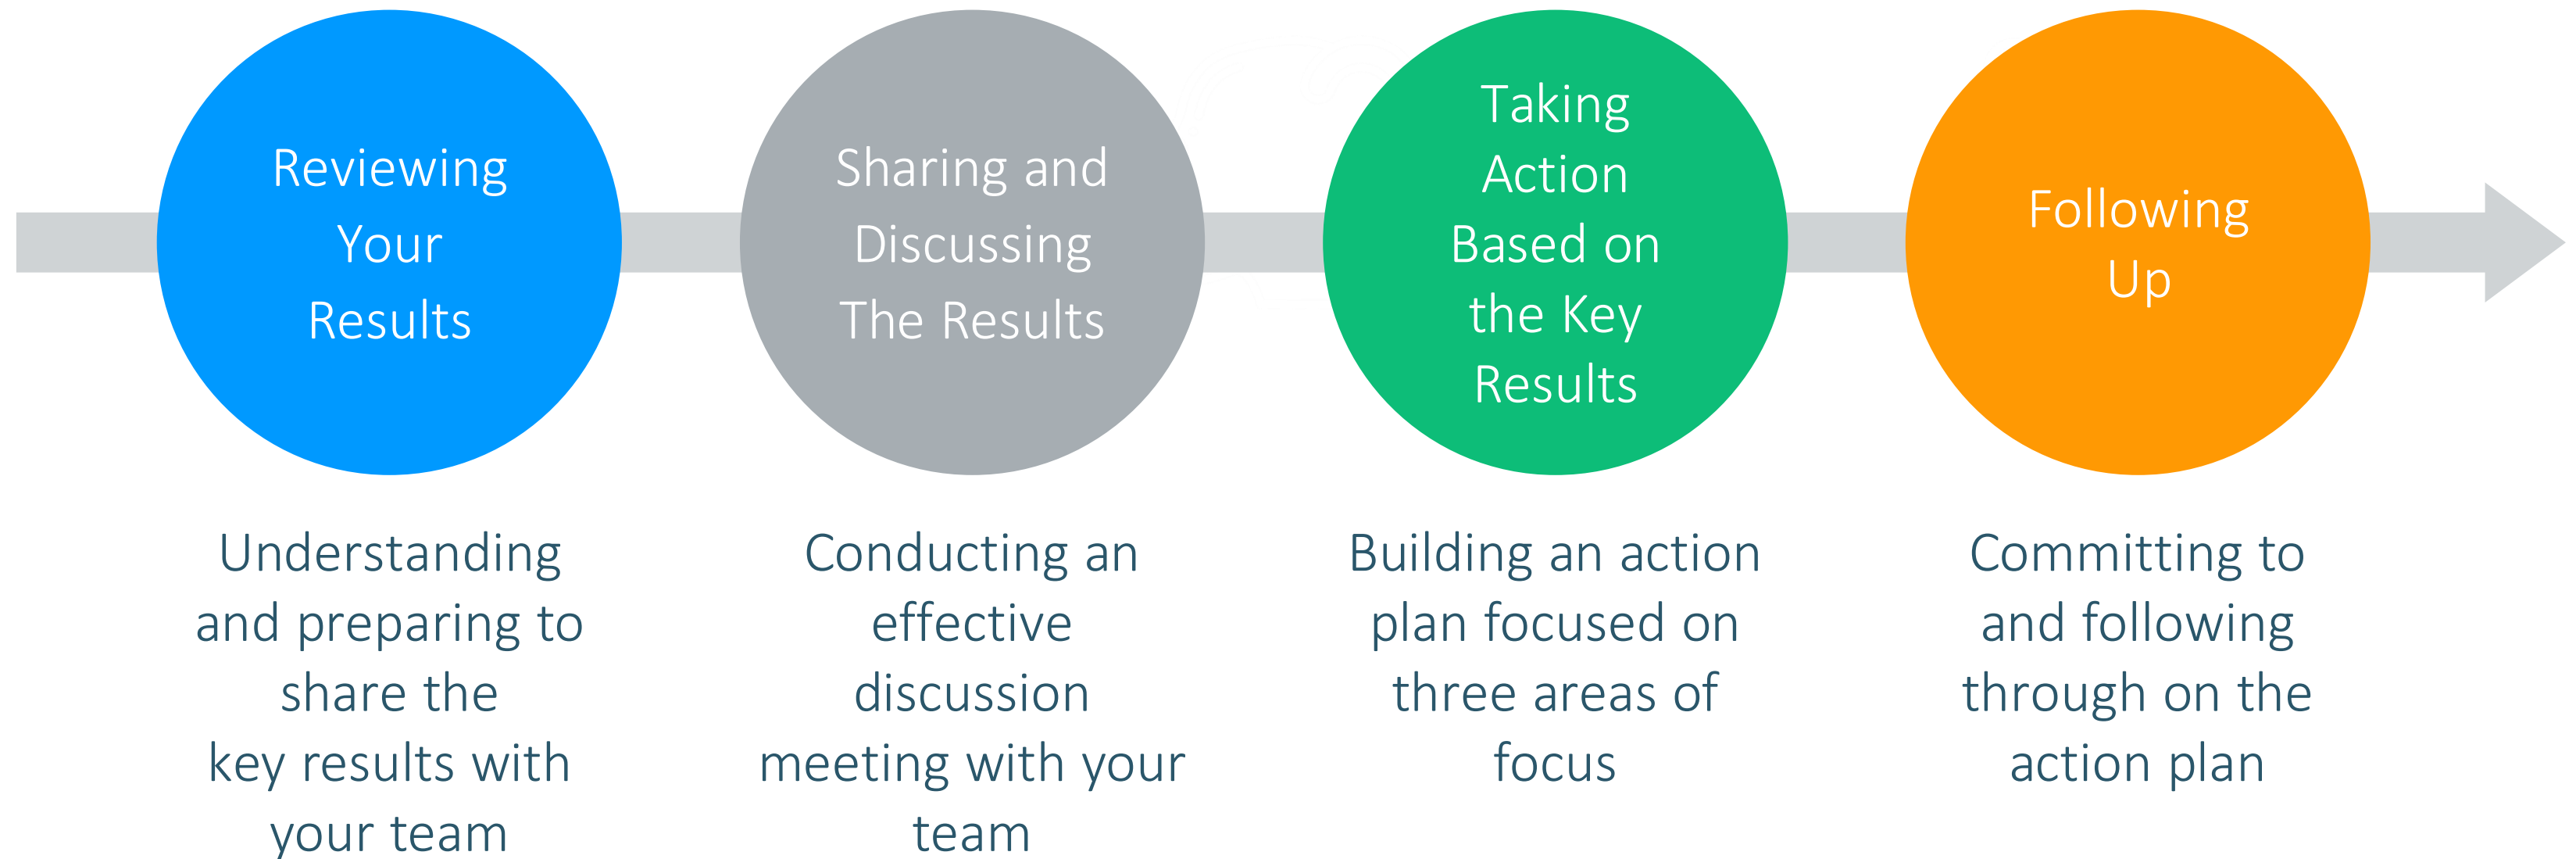 Reviewing
Your
Results
Sharing and
Discussing
The Results
Taking
Action
Based on
the Key
Results
Following
Up
Understanding
and preparing to
share the
key results with
your team
Conducting an
effective
discussion
meeting with your
team
Building an action
plan focused on
three areas of
focus
Committing to
and following
through on the
action plan